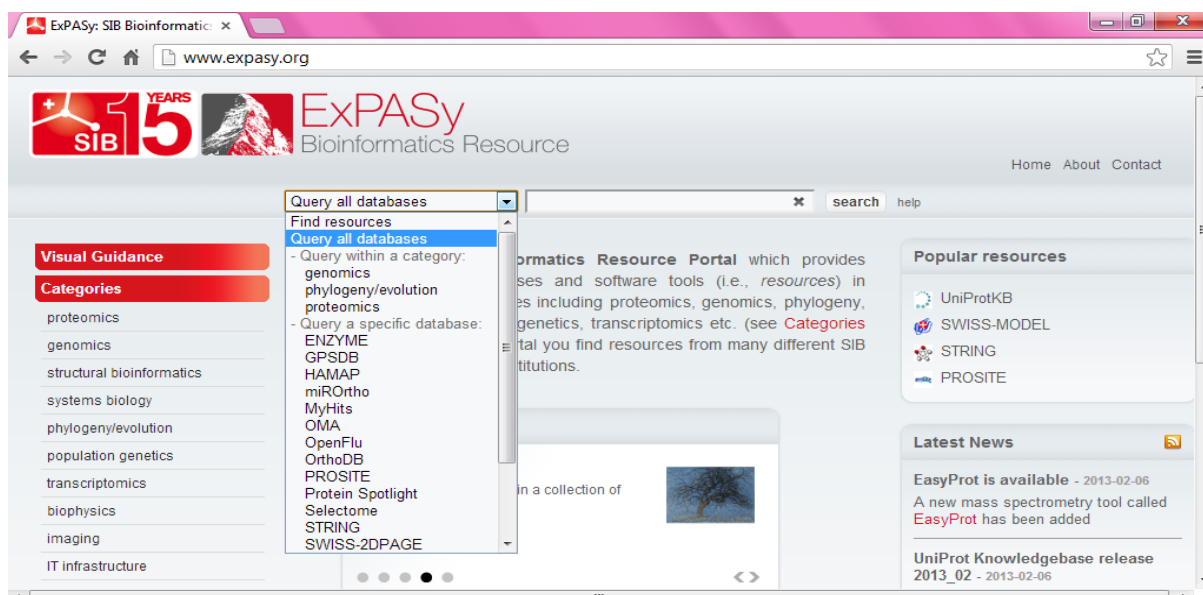 ExPASy: SIB Bioinformatic
www.expasy.org
SIB
15
YEARS
ExPASy
Bioinformatics Resource
Home About Contact
Query all databases
search help
Find resources
Query all databases
- Query within a category:
genomics
phylogeny/evolution
proteomics
- Query a specific database:
ENZYME
GPSDB
HAMAP
miROrtho
MyHits
OMA
OpenFlu
OrthoDB
PROSITE
Protein Spotlight
Selectome
STRING
SWISS-2DPAGE
Visual Guidance
Categories
proteomics
genomics
structural bioinformatics
systems biology
phylogeny/evolution
population genetics
transcriptomics
biophysics
imaging
IT infrastructure
Resource Portal which provides
and software tools (i.e., resources) in
including proteomics, genomics, phylogeny,
genetics, transcriptomics etc. (see Categories
you find resources from many different SIB
in a collection of
Popular resources
UniProtKB
SWISS-MODEL
STRING
PROSITE
Latest News
EasyProt is available - 2013-02-06
A new mass spectrometry tool called
EasyProt has been added
UniProt Knowledgebase release
2013_02 - 2013-02-06